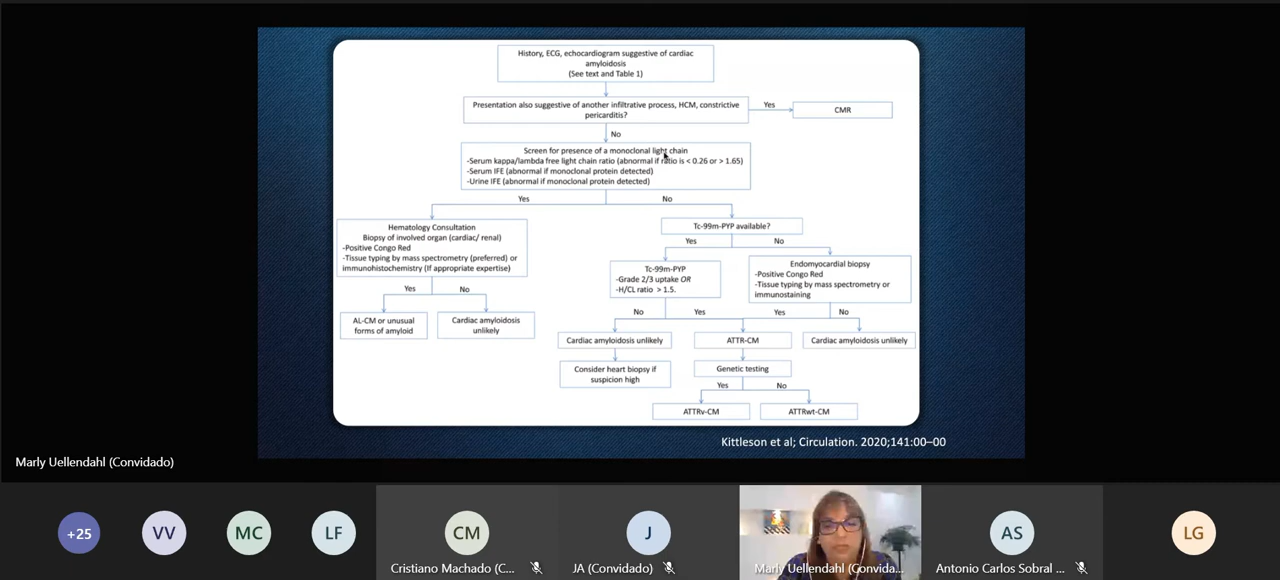 History, ECG, echocardiogram suggestive of cardiac
amyloidosis
(See text and Table 1)
Presentation also suggestive of another infiltrative process, HCM, constrictive
pericarditis?
Yes
CMR
No
Screen for presence of a monoclonal light chain
-Serum kappa/lambda free light chain ratio (abnormal if ratio is < 0.26 or > 1.65)
-Serum IFE (abnormal if monoclonal protein detected)
-Urine IFE (abnormal if monoclonal protein detected)
Yes
No
Hematology Consultation
Biopsy of involved organ (cardiac/ renal)
-Positive Congo Red
-Tissue typing by mass spectrometry (preferred) or
immunohistochemistry (If appropriate expertise)
Yes
No
AL-CM or unusual
forms of amyloid
Cardiac amyloidosis
unlikely
Tc-99m-PYP available?
Yes
No
Tc-99m-PYP
-Grade 2/3 uptake OR
-H/CL ratio > 1.5.
Endomyocardial biopsy
-Positive Congo Red
-Tissue typing by mass spectrometry or
immunostaining
No
Yes
Yes
No
Cardiac amyloidosis unlikely
ATTR-CM
Cardiac amyloidosis unlikely
Consider heart biopsy if
suspicion high
Genetic testing
Yes
No
ATTRv-CM
ATTRwt-CM
Kittleson et al; Circulation. 2020;141:00–00
Marly Uellendahl (Convidado)
+25
VV
MC
LF
CM
Cristiano Machado (C...
J
JA (Convidado)
Marly Uellendahl (Convida...
AS
Antonio Carlos Sobral ...
LG